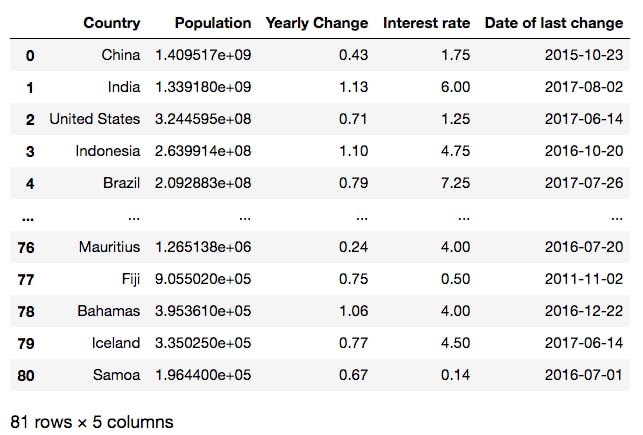 Country Population Yearly Change Interest rate Date of last change
0 China 1.409517e+09 0.43 1.75 2015-10-23
1 India 1.339180e+09 1.13 6.00 2017-08-02
2 United States 3.244595e+08 0.71 1.25 2017-06-14
3 Indonesia 2.639914e+08 1.10 4.75 2016-10-20
4 Brazil 2.092883e+08 0.79 7.25 2017-07-26
... ... ... ... ... ...
76 Mauritius 1.265138e+06 0.24 4.00 2016-07-20
77 Fiji 9.055020e+05 0.75 0.50 2011-11-02
78 Bahamas 3.953610e+05 1.06 4.00 2016-12-22
79 Iceland 3.350250e+05 0.77 4.50 2017-06-14
80 Samoa 1.964400e+05 0.67 0.14 2016-07-01
81 rows × 5 columns